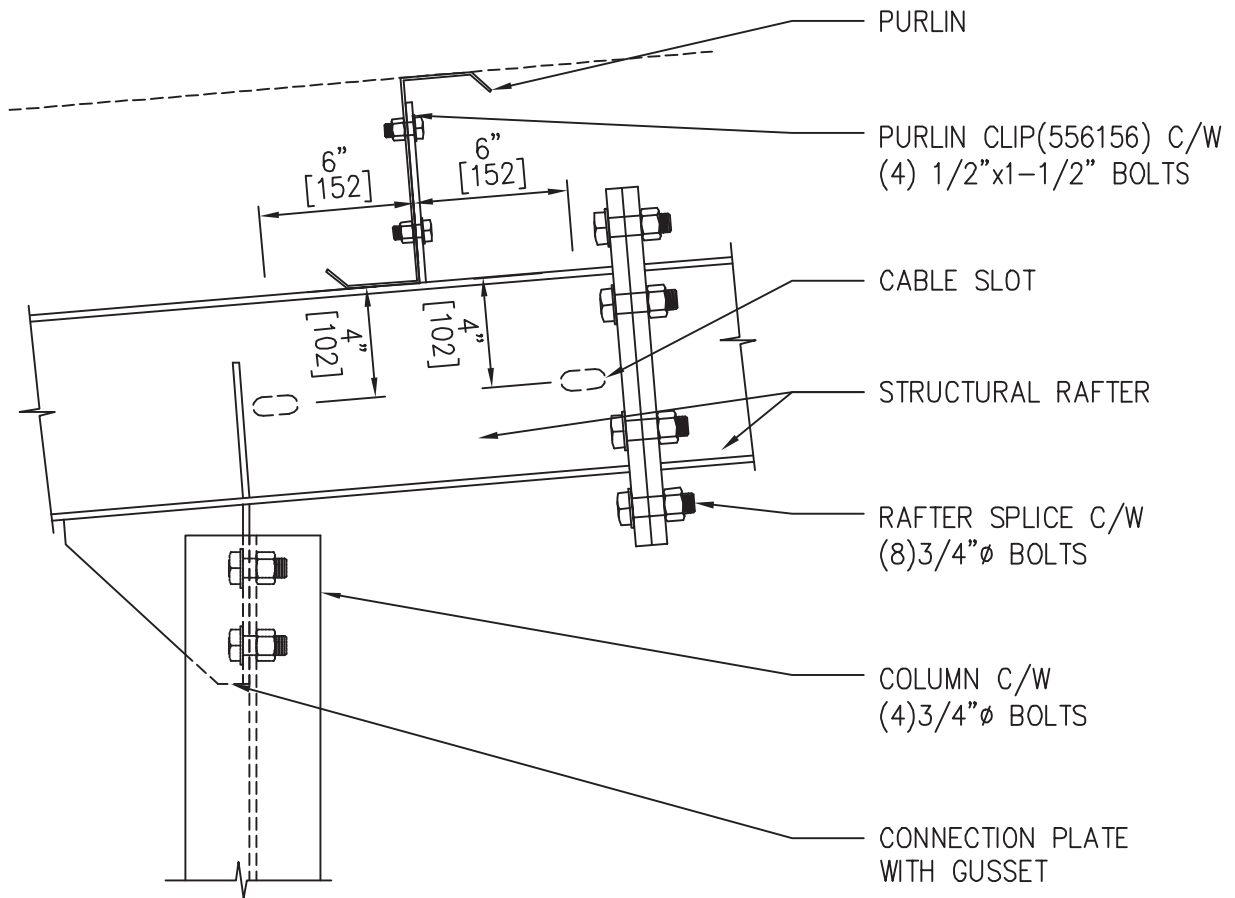 PURLIN
PURLIN CLIP(556156) C/W
(4) 1/2"x1-1/2" BOLTS
6"
[152]
6"
[152]
CABLE SLOT
4"
[102]
4"
[102]
STRUCTURAL RAFTER
RAFTER SPLICE C/W
(8)3/4"ø BOLTS
COLUMN C/W
(4)3/4"ø BOLTS
CONNECTION PLATE
WITH GUSSET